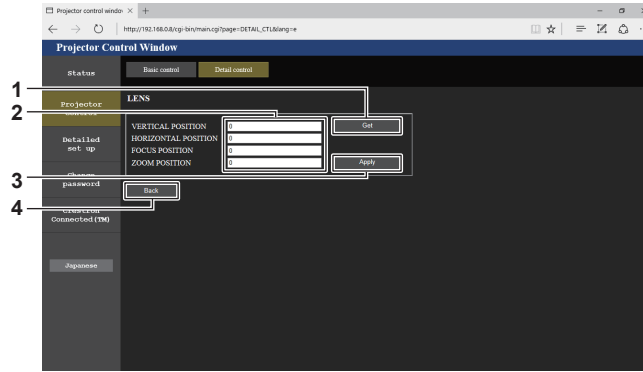 Projector control window
http://192.168.0.8/cgi-bin/main.cgi?page=DETAIL_CTL&lang=e
Projector Control Window
Status
Basic control
Detail control
1
2
Projector
LENS
VERTICAL POSITION 0
Get
HORIZONTAL POSITION 0
FOCUS POSITION 0
ZOOM POSITION 0
Apply
Detailed
set up
3
Change
password
Back
4
Crestron
Connected(TM)
Japanese